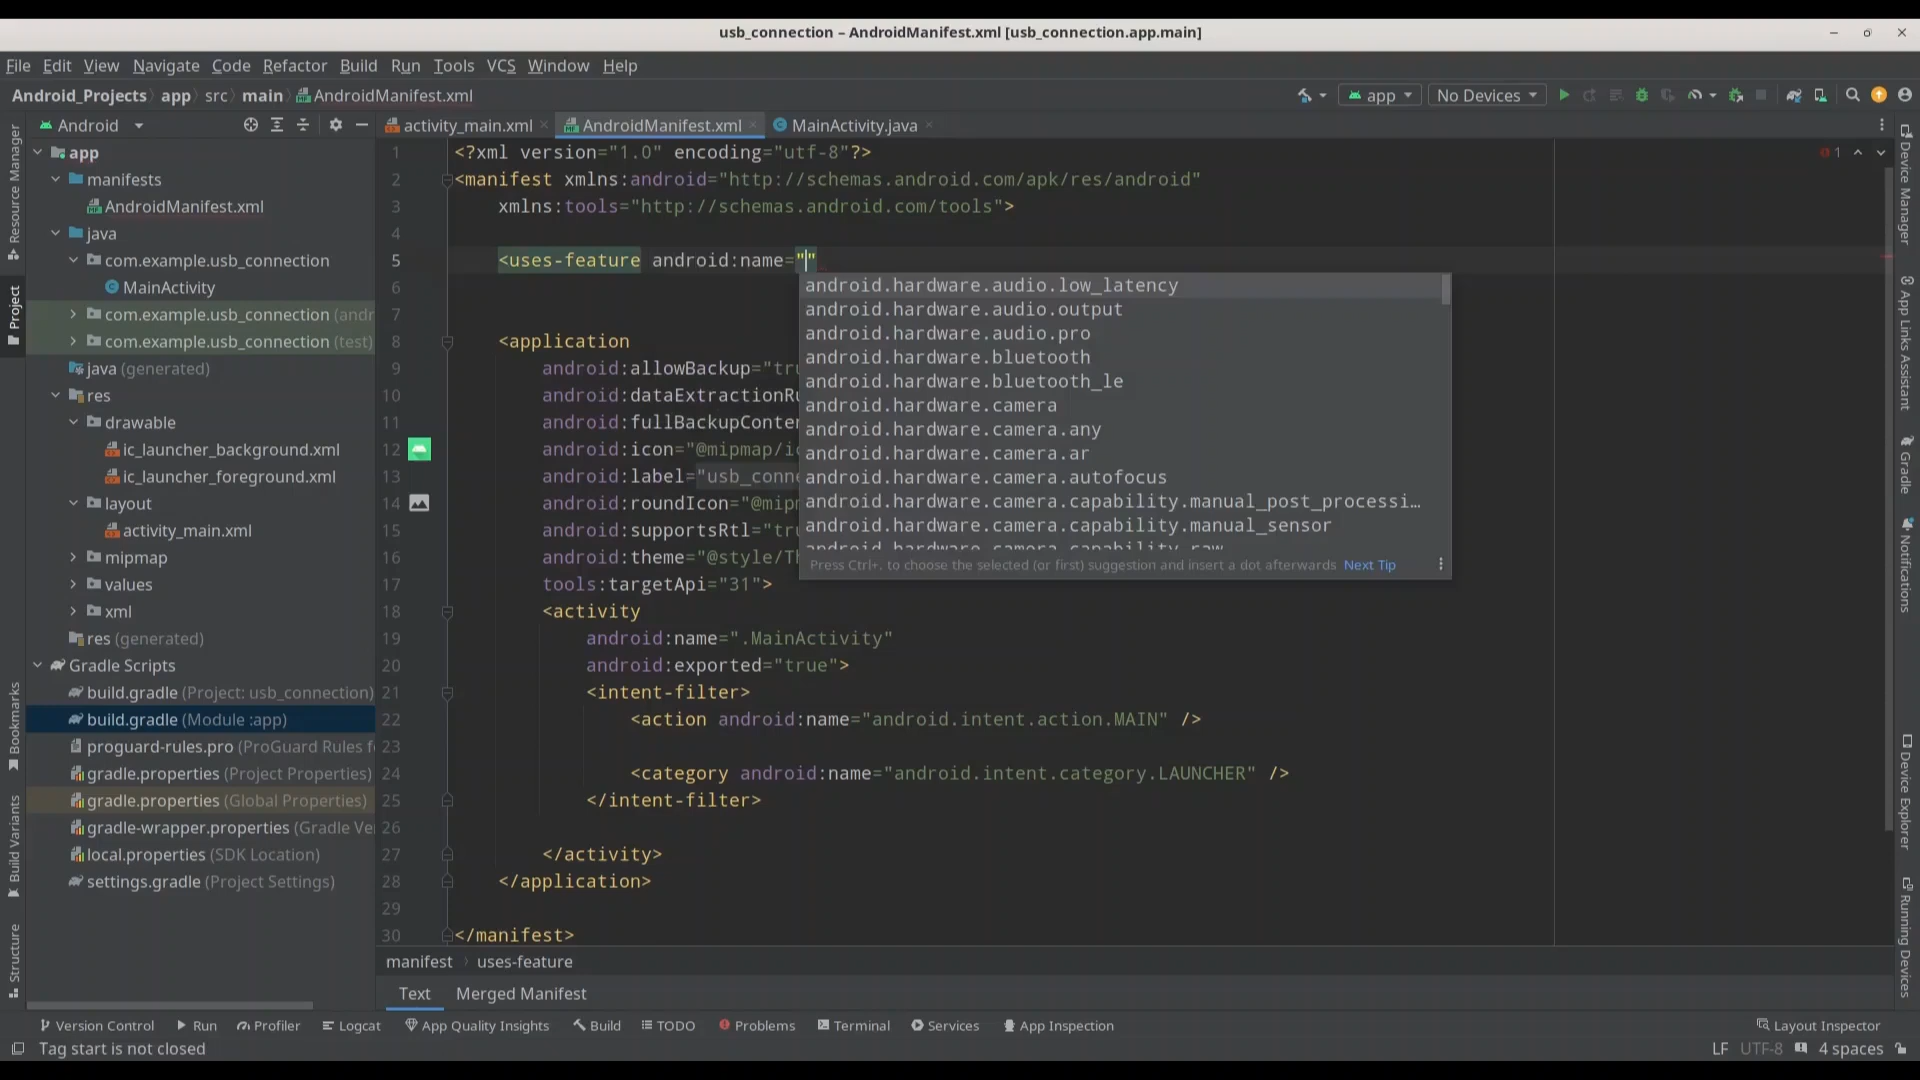 usb_connection – AndroidManifest.xml [usb_connection.app.main]
File Edit View Navigate Code Refactor Build Run Tools VCS Window Help
Android_Projects app src main AndroidManifest.xml
app No Devices
Android
activity_main.xml AndroidManifest.xml MainActivity.java
Resource Manager
Project
Bookmarks
Build Variants
Structure
app
manifests
AndroidManifest.xml
java
com.example.usb_connection
MainActivity
com.example.usb_connection (andr
com.example.usb_connection (test)
java (generated)
res
drawable
ic_launcher_background.xml
ic_launcher_foreground.xml
layout
activity_main.xml
mipmap
values
xml
res (generated)
Gradle Scripts
build.gradle (Project: usb_connection)
build.gradle (Module :app)
proguard-rules.pro (ProGuard Rules f
gradle.properties (Project Properties)
gradle.properties (Global Properties)
gradle-wrapper.properties (Gradle Ve
local.properties (SDK Location)
settings.gradle (Project Settings)
1 <?xml version="1.0" encoding="utf-8"?>
2 <manifest xmlns:android="http://schemas.android.com/apk/res/android"
3 xmlns:tools="http://schemas.android.com/tools">
4
5 <uses-feature android:name=""
6
7
8 <application
9 android:allowBackup="tru
10 android:dataExtractionRu
11 android:fullBackupConten
12 android:icon="@mipmap/ic
13 android:label="usb_conne
14 android:roundIcon="@mipm
15 android:supportsRtl="tru
16 android:theme="@style/Th
17 tools:targetApi="31">
18 <activity
19 android:name=".MainActivity"
20 android:exported="true">
21 <intent-filter>
22 <action android:name="android.intent.action.MAIN" />
23
24 <category android:name="android.intent.category.LAUNCHER" />
25 </intent-filter>
26
27 </activity>
28 </application>
29
30 </manifest>
android.hardware.audio.low_latency
android.hardware.audio.output
android.hardware.audio.pro
android.hardware.bluetooth
android.hardware.bluetooth_le
android.hardware.camera
android.hardware.camera.any
android.hardware.camera.ar
android.hardware.camera.autofocus
android.hardware.camera.capability.manual_post_processi…
android.hardware.camera.capability.manual_sensor
android.hardware.camera.capability.raw
Press Ctrl+. to choose the selected (or first) suggestion and insert a dot afterwards Next Tip
1
Device Manager
App Links Assistant
Gradle
Notifications
Device Explorer
Running Devices
manifest uses-feature
Text Merged Manifest
Version Control Run Profiler Logcat App Quality Insights Build TODO Problems Terminal Services App Inspection Layout Inspector
Tag start is not closed LF UTF-8 4 spaces